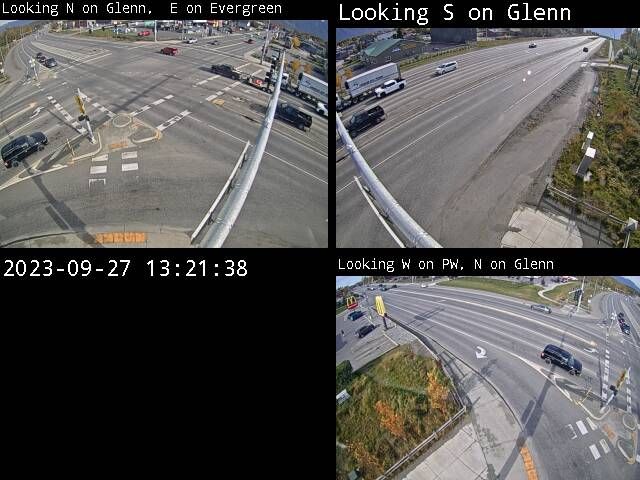 Looking N on Glenn,  E on Evergreen
Looking S on Glenn
2023-09-27 13:21:38
Looking W on PW, N on Glenn